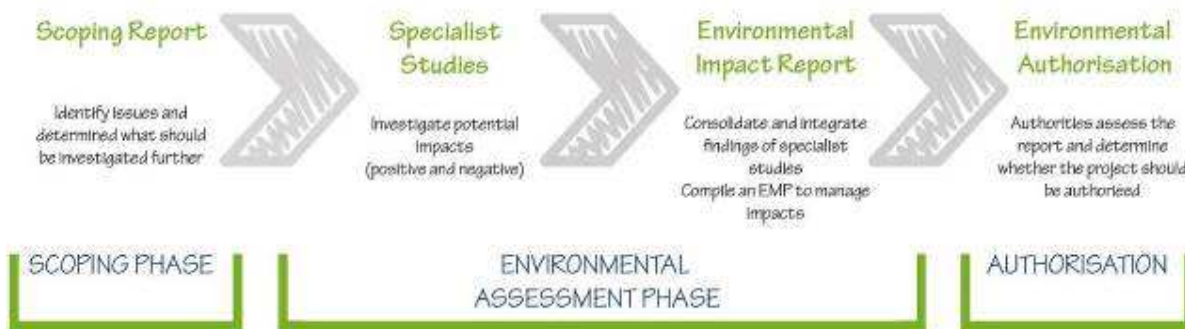 Scoping Report
Identify issues and
determined what should
be investigated further
Specialist
Studies
Investigate potential
impacts
(positive and negative)
Environmental
Impact Report
Consolidate and integrate
findings of specialist
studies
Compile an EMP to manage
impacts
Environmental
Authorisation
Authorities assess the
report and determine
whether the project should
be authorised
SCOPING PHASE
ENVIRONMENTAL
ASSESSMENT PHASE
AUTHORISATION